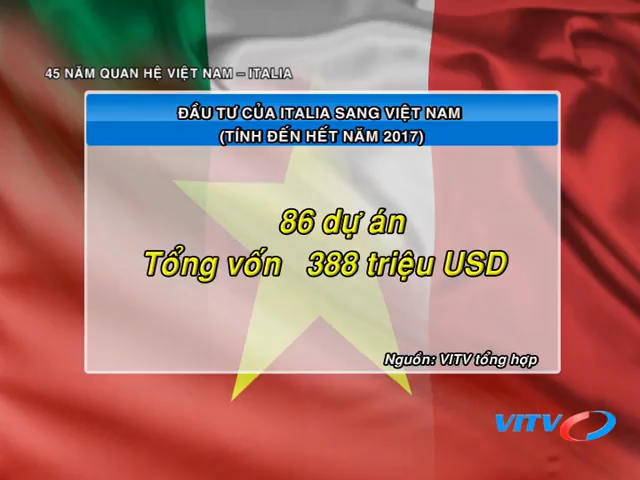 45 NĂM QUAN HỆ VIỆT NAM – ITALIA
ĐẦU TƯ CỦA ITALIA SANG VIỆT NAM
(TÍNH ĐẾN HẾT NĂM 2017)
86 dự án
Tổng vốn 388 triệu USD
Nguồn: VITV tổng hợp
VITV